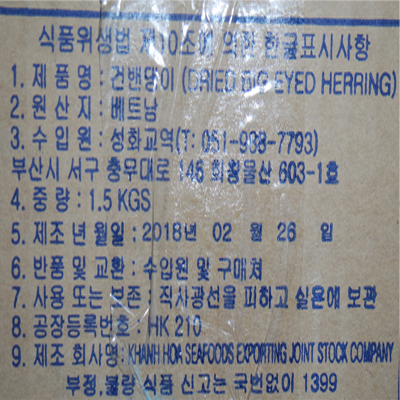 식품위생법 제10조에 의한 한글표시사항
1. 제 품 명 : 건밴댕이 (DRIED BIG EYED HERRING)
2. 원 산 지 : 베트남
3. 수 입 원 : 성화교역(T: 051-938-7793)
부산시 서구 충무대로 146 회황물산 603-1호
4. 중 량 : 1.5 KGS
5. 제조 년 월 일 : 2018 년 02 월 26 일
6. 반품 및 교환 : 수입원 및 구매처
7. 사용 또는 보존 : 직사광선을 피하고 실온에 보관
8. 공장등록번호 : HK 210
9. 제조 회사명 : KHANH HOA SEAFOODS EXPORTING JOINT STOCK COMPANY
부정,불량 식품 신고는 국번없이 1399